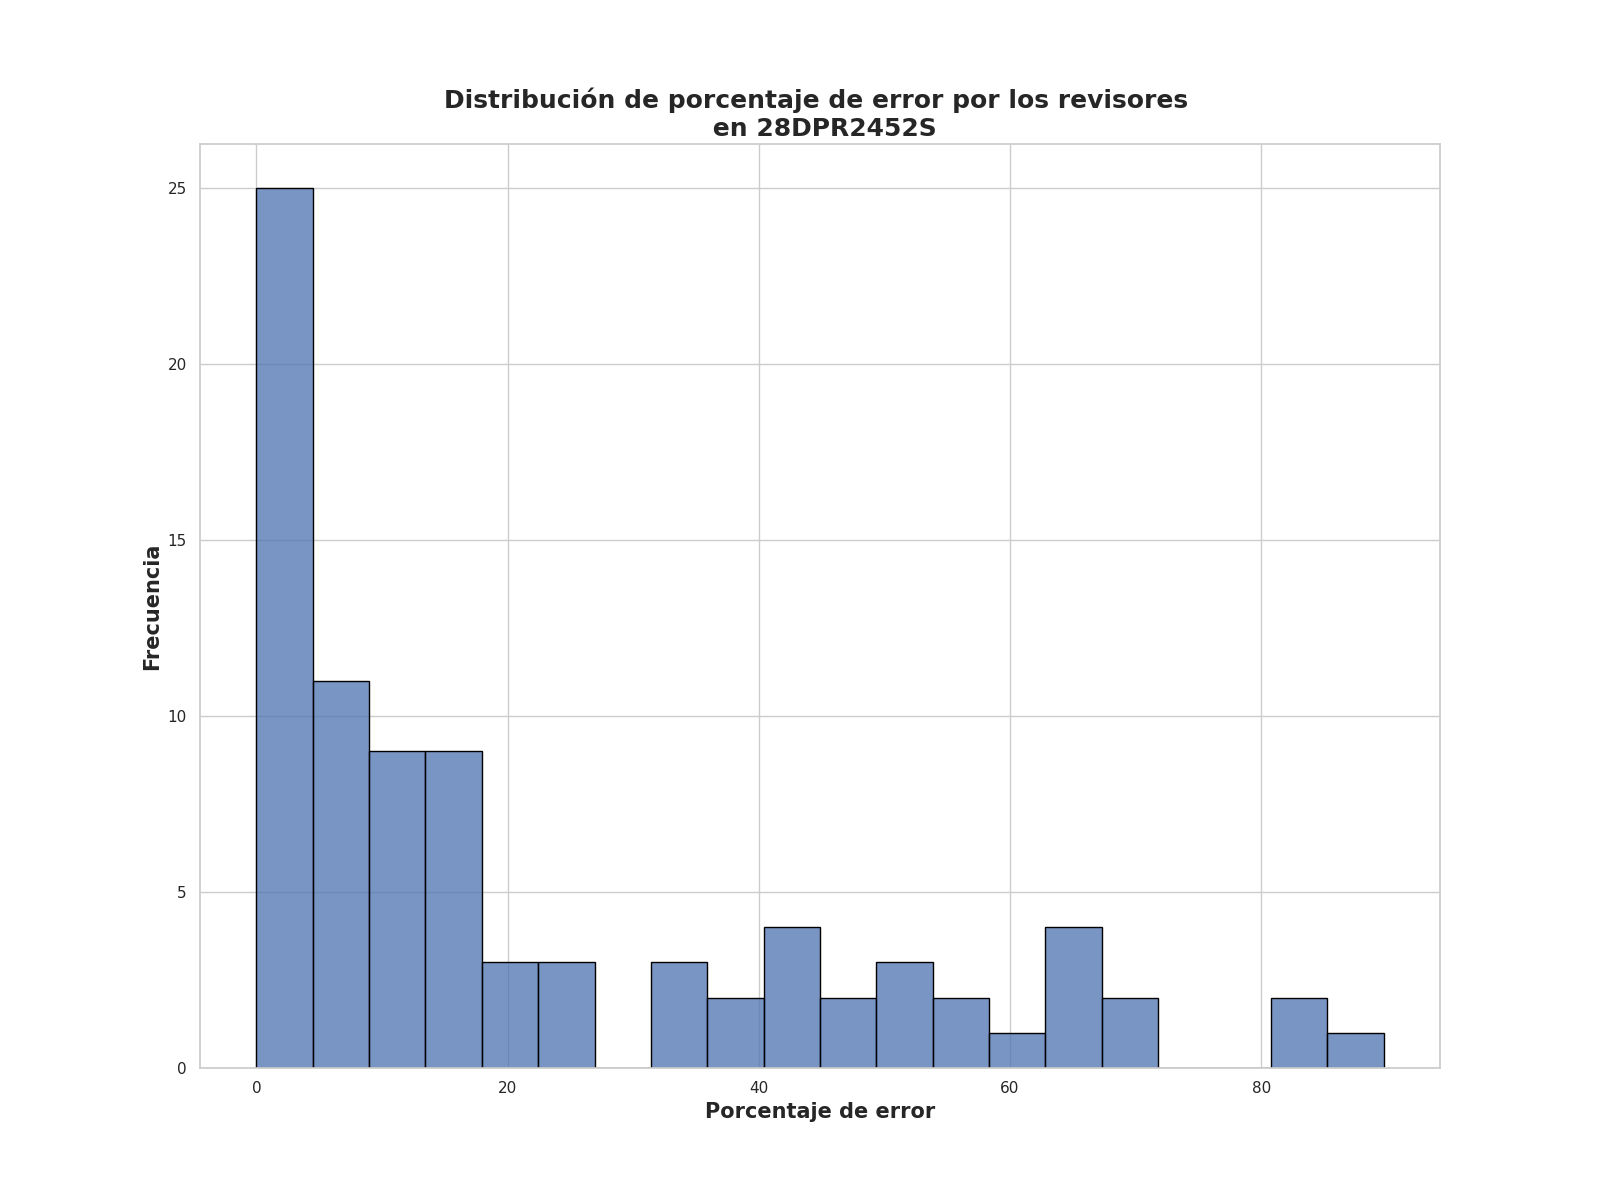 Distribución de porcentaje de error por los revisores
en 28DPR2452S
25
20
15
10
5
0
Frecuencia
0 20 40 60 80
Porcentaje de error